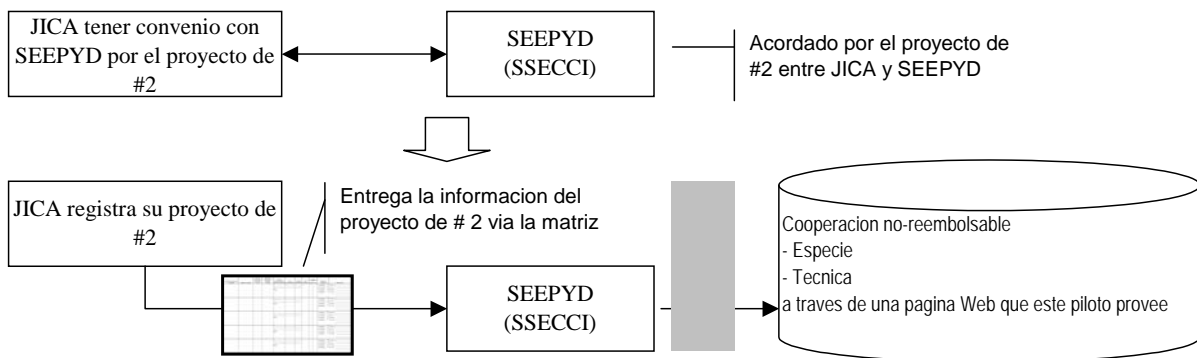 JICA tener convenio con
SEEPYD por el proyecto de
#2
SEEPYD
(SSECCI)
Acordado por el proyecto de
#2 entre JICA y SEEPYD
JICA registra su proyecto de
#2
Entrega la informacion del
proyecto de # 2 via la matriz
SEEPYD
(SSECCI)
Cooperacion no-reembolsable
- Especie
- Tecnica
a traves de una pagina Web que este piloto provee